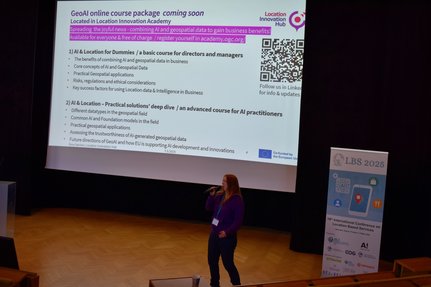 GeoAI online course package coming soon
Located in Location Innovation Academy
Spreading the joyful news - combining AI and geospatial data to gain business benefits!
Available for everyone & free of charge / register yourself in academy.ogc.org
1) AI & Location for Dummies / a basic course for directors and managers
• The benefits of combining AI and geospatial data in business
• Core concepts of AI and Geospatial Data
• Practical Geospatial applications
• Risks, regulations and ethical considerations
• Key success factors for using Location data & Intelligence in Business
2) AI & Location – Practical solutions' deep dive / an advanced course for AI practitioners
• Different datatypes in the geospatial field
• Common AI and Foundation models in the field
• Practical geospatial applications
• Assessing the trustworthiness of AI-generated geospatial data
• Future directions of GeoAI and how EU is supporting AI development and innovations
Location
Innovation
Hub
Follow us in Linked
for info & updates
Co-funded by
the European Union
LBS 2025
International Conference on
Location Based Services
A!